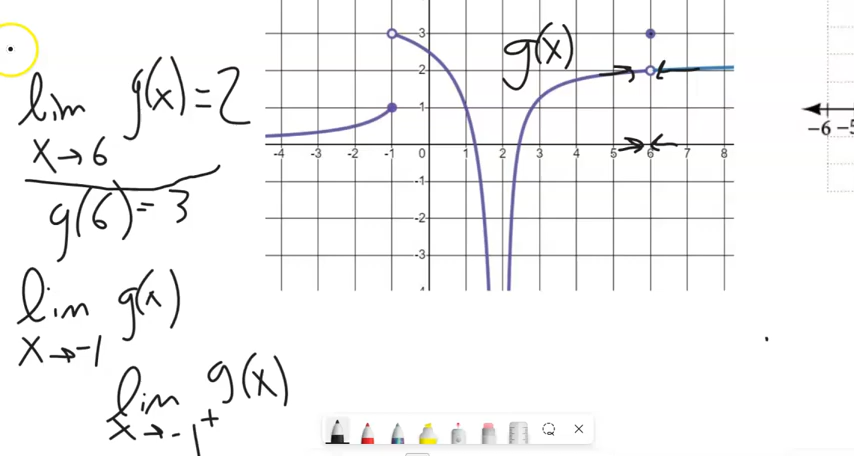 lim g(x)=2
x→6
g(6)=3
lim g(x)
x→-1
lim g(x)
x→-1⁺
g(x)
3
2
1
-4 -3 -2 -1 0 1 2 3 4 5 6 7 8
-1
-2
-3
-6 -5